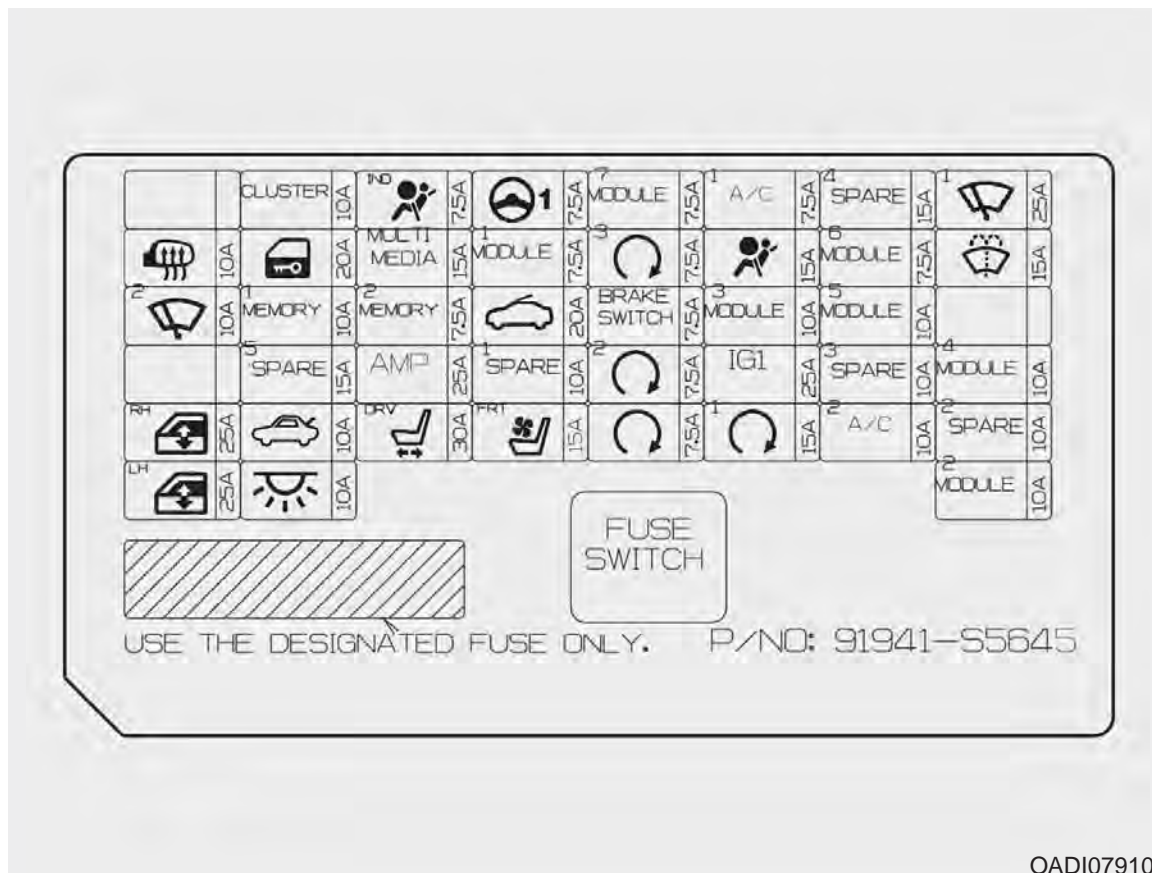 CLUSTER 10A IND 7.5A 1 7.5A 7 MODULE 7.5A 1 A/C 7.5A 4 SPARE 15A 1 25A
10A 20A MULTI MEDIA 15A 1 MODULE 7.5A 3 7.5A 15A 6 MODULE 7.5A 15A
2 10A 1 MEMORY 10A 2 MEMORY 7.5A 20A BRAKE SWITCH 7.5A 3 MODULE 10A 5 MODULE 10A
5 SPARE 15A AMP 25A 1 SPARE 10A 2 7.5A IG1 25A 3 SPARE 10A 4 MODULE 10A
RH 25A 10A DRV 30A FRT 15A 7.5A 1 15A 2 A/C 10A 2 SPARE 10A
LH 25A 10A 2 MODULE 10A
FUSE
SWITCH
USE THE DESIGNATED FUSE ONLY. P/NO: 91941-S5645
OADI07910